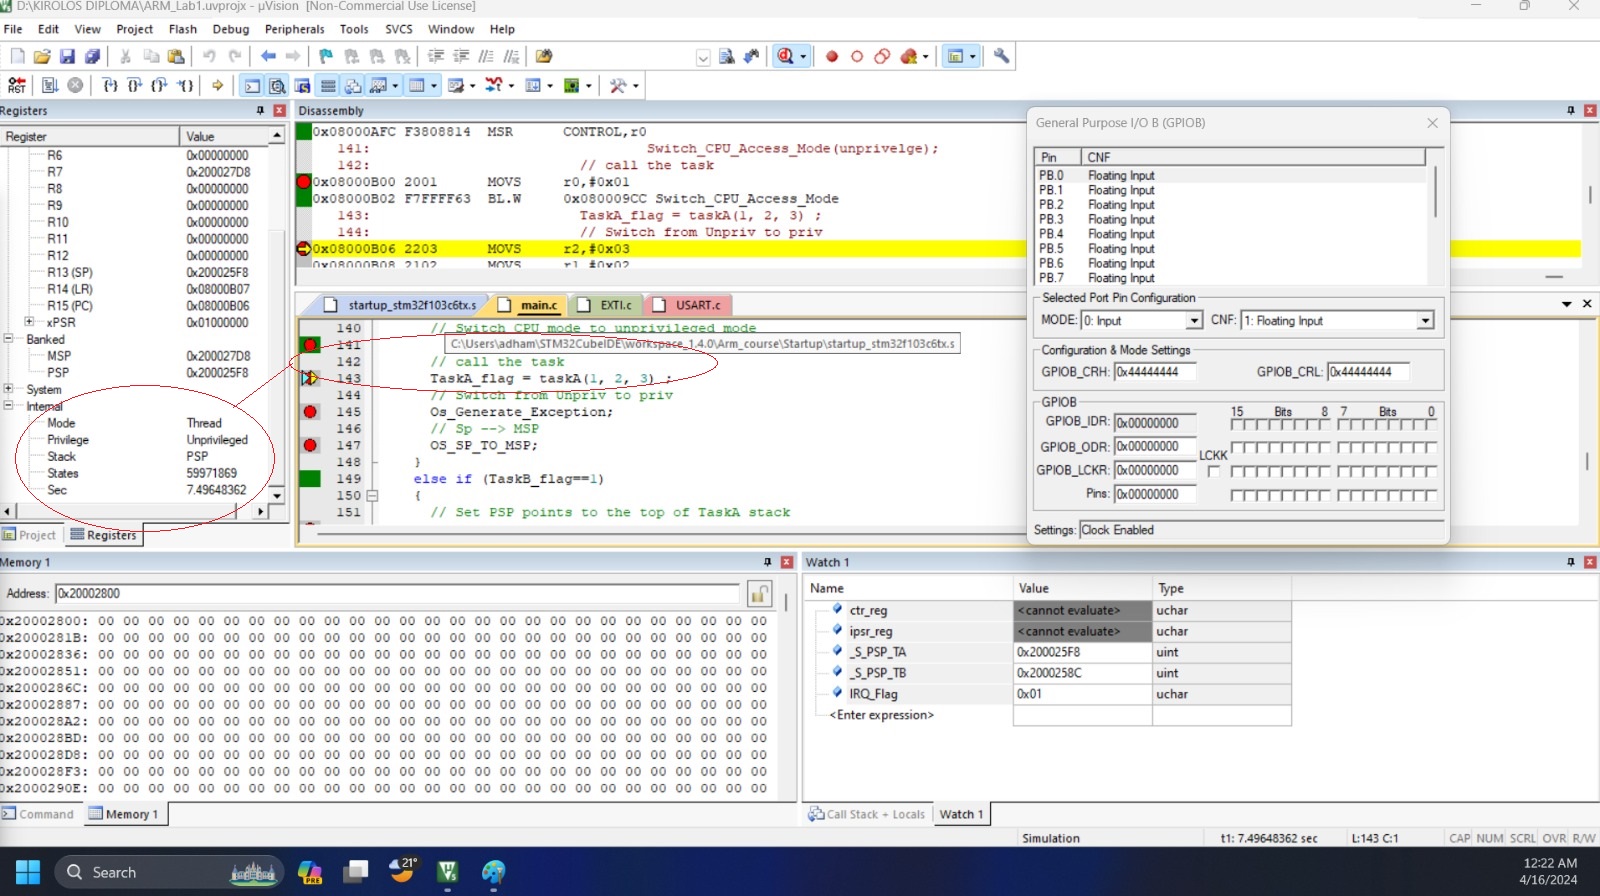 D:\KIROLOS DIPLOMA\ARM_Lab1.uvprojx - µVision [Non-Commercial Use License]
File Edit View Project Flash Debug Peripherals Tools SVCS Window Help
Registers
Register Value
R6 0x00000000
R7 0x200027D8
R8 0x00000000
R9 0x00000000
R10 0x00000000
R11 0x00000000
R12 0x00000000
R13 (SP) 0x200025F8
R14 (LR) 0x08000B07
R15 (PC) 0x08000B06
xPSR 0x01000000
Banked
MSP 0x200027D8
PSP 0x200025F8
System
Internal
Mode Thread
Privilege Unprivileged
Stack PSP
States 59971869
Sec 7.49648362
Project Registers
Disassembly
0x08000AFC F3808814 MSR CONTROL,r0
141: Switch_CPU_Access_Mode(unprivelge);
142: // call the task
0x08000B00 2001 MOVS r0,#0x01
0x08000B02 F7FFFF63 BL.W 0x080009CC Switch_CPU_Access_Mode
143: TaskA_flag = taskA(1, 2, 3) ;
144: // Switch from Unpriv to priv
0x08000B06 2203 MOVS r2,#0x03
0x08000B08 2102 MOVS r1,#0x02
startup_stm32f103c6tx.s main.c EXTI.c USART.c
140 // Switch CPU mode to unprivileged mode
141 C:\Users\adham\STM32CubeIDE\workspace_1.4.0\Arm_course\Startup\startup_stm32f103c6tx.s
142 // call the task
143 TaskA_flag = taskA(1, 2, 3) ;
144 // Switch from Unpriv to priv
145 Os_Generate_Exception;
146 // Sp --> MSP
147 OS_SP_TO_MSP;
148 }
149 else if (TaskB_flag==1)
150 {
151 // Set PSP points to the top of TaskA stack
General Purpose I/O B (GPIOB)
Pin CNF
PB.0 Floating Input
PB.1 Floating Input
PB.2 Floating Input
PB.3 Floating Input
PB.4 Floating Input
PB.5 Floating Input
PB.6 Floating Input
PB.7 Floating Input
Selected Port Pin Configuration
MODE: 0: Input CNF: 1: Floating Input
Configuration & Mode Settings
GPIOB_CRH: 0x44444444 GPIOB_CRL: 0x44444444
GPIOB
15 Bits 8 7 Bits 0
GPIOB_IDR: 0x00000000
GPIOB_ODR: 0x00000000
LCKK
GPIOB_LCKR: 0x00000000
Pins: 0x00000000
Settings: Clock Enabled
Memory 1
Address: 0x20002800
0x20002800: 00 00 00 00 00 00 00 00 00 00 00 00 00 00 00 00 00 00 00 00 00 00 00 00 00 00 00
0x2000281B: 00 00 00 00 00 00 00 00 00 00 00 00 00 00 00 00 00 00 00 00 00 00 00 00 00 00 00
0x20002836: 00 00 00 00 00 00 00 00 00 00 00 00 00 00 00 00 00 00 00 00 00 00 00 00 00 00 00
0x20002851: 00 00 00 00 00 00 00 00 00 00 00 00 00 00 00 00 00 00 00 00 00 00 00 00 00 00 00
0x2000286C: 00 00 00 00 00 00 00 00 00 00 00 00 00 00 00 00 00 00 00 00 00 00 00 00 00 00 00
0x20002887: 00 00 00 00 00 00 00 00 00 00 00 00 00 00 00 00 00 00 00 00 00 00 00 00 00 00 00
0x200028A2: 00 00 00 00 00 00 00 00 00 00 00 00 00 00 00 00 00 00 00 00 00 00 00 00 00 00 00
0x200028BD: 00 00 00 00 00 00 00 00 00 00 00 00 00 00 00 00 00 00 00 00 00 00 00 00 00 00 00
0x200028D8: 00 00 00 00 00 00 00 00 00 00 00 00 00 00 00 00 00 00 00 00 00 00 00 00 00 00 00
0x200028F3: 00 00 00 00 00 00 00 00 00 00 00 00 00 00 00 00 00 00 00 00 00 00 00 00 00 00 00
0x2000290E: 00 00 00 00 00 00 00 00 00 00 00 00 00 00 00 00 00 00 00 00 00 00 00 00 00 00 00
Command Memory 1
Watch 1
Name Value Type
ctr_reg <cannot evaluate> uchar
ipsr_reg <cannot evaluate> uchar
_S_PSP_TA 0x200025F8 uint
_S_PSP_TB 0x2000258C uint
IRQ_Flag 0x01 uchar
<Enter expression>
Call Stack + Locals Watch 1
Simulation t1: 7.49648362 sec L:143 C:1 CAP NUM SCRL OVR R/W
Search
PRE
21°
12:22 AM
4/16/2024